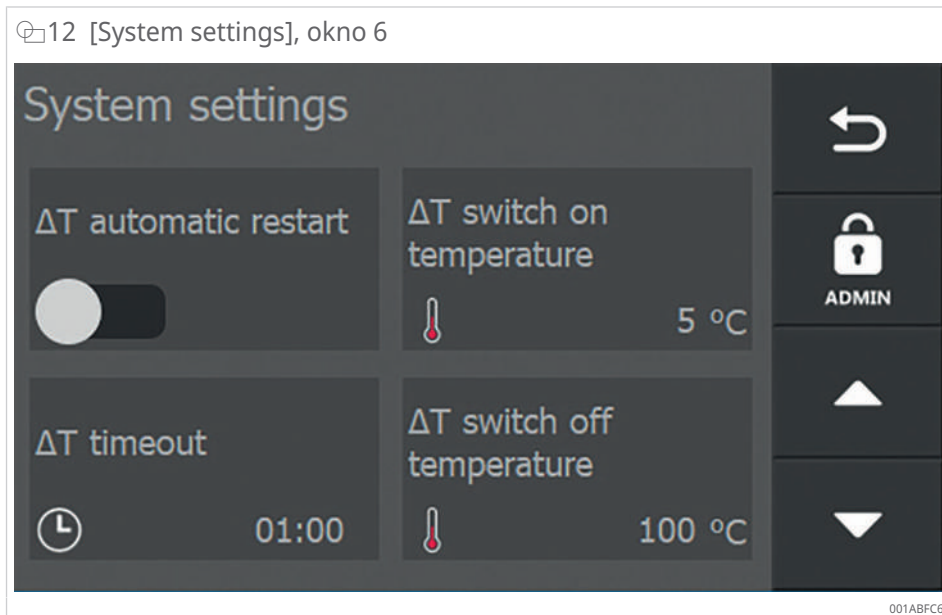 12 [System settings], okno 6
System settings
ΔT automatic restart
ΔT switch on
temperature
5 °C
ΔT timeout
01:00
ΔT switch off
temperature
100 °C
ADMIN
001ABFC6